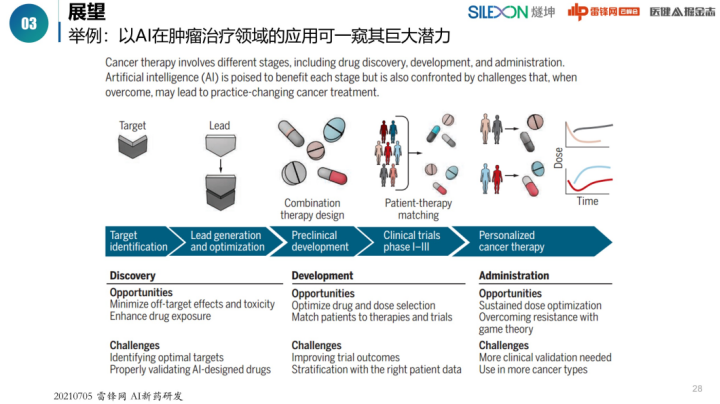 03
展望
举例：以AI在肿瘤治疗领域的应用可一窥其巨大潜力
SILEXON 燧坤
雷锋网
医健AI掘金志
Cancer therapy involves different stages, including drug discovery, development, and administration.
Artificial intelligence (AI) is poised to benefit each stage but is also confronted by challenges that, when
overcome, may lead to practice-changing cancer treatment.
Target
Lead
Combination
therapy design
Patient-therapy
matching
Dose
Time
Target
identification
Lead generation
and optimization
Preclinical
development
Clinical trials
phase I–III
Personalized
cancer therapy
Discovery
Opportunities
Minimize off-target effects and toxicity
Enhance drug exposure
Challenges
Identifying optimal targets
Properly validating AI-designed drugs
Development
Opportunities
Optimize drug and dose selection
Match patients to therapies and trials
Challenges
Improving trial outcomes
Stratification with the right patient data
Administration
Opportunities
Sustained dose optimization
Overcoming resistance with
game theory
Challenges
More clinical validation needed
Use in more cancer types
20210705 雷锋网 AI新药研发
28